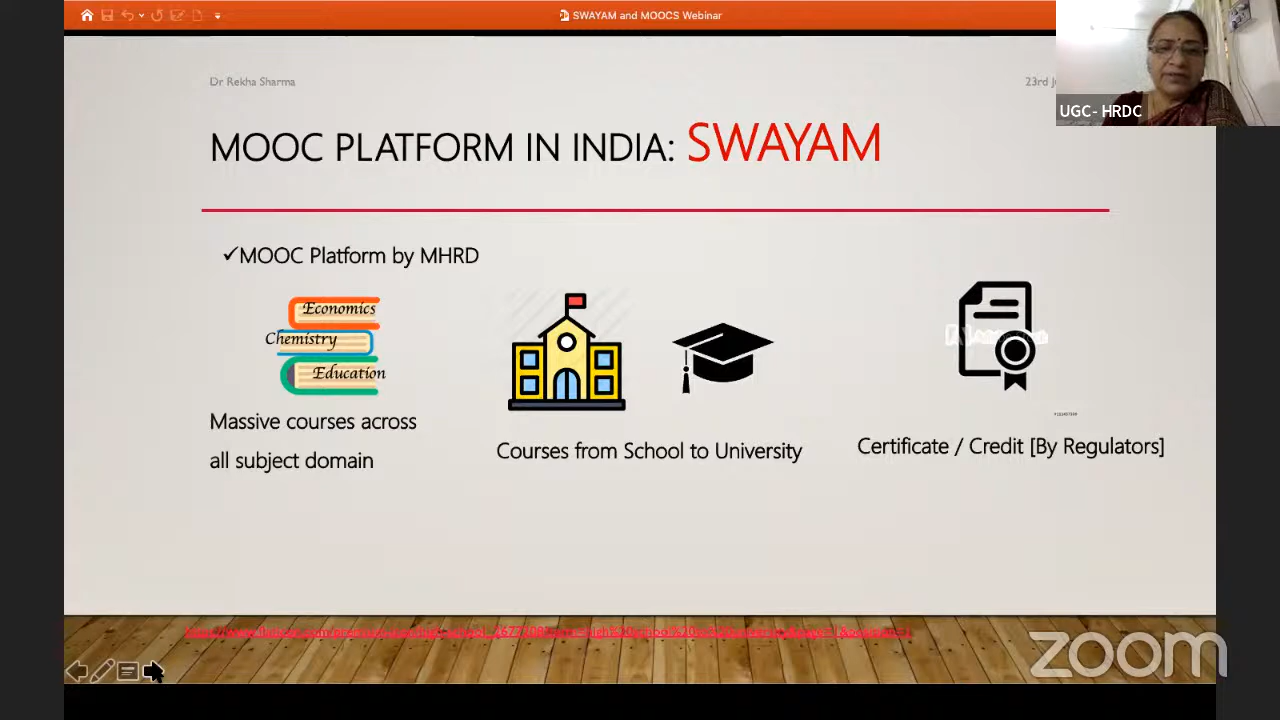 SWAYAM and MOOCS Webinar
UGC- HRDC
Dr Rekha Sharma
23rd
MOOC PLATFORM IN INDIA: SWAYAM
✓MOOC Platform by MHRD
Economics
Chemistry
Education
Massive courses across
all subject domain
Courses from School to University
Certificate / Credit [By Regulators]
zoom